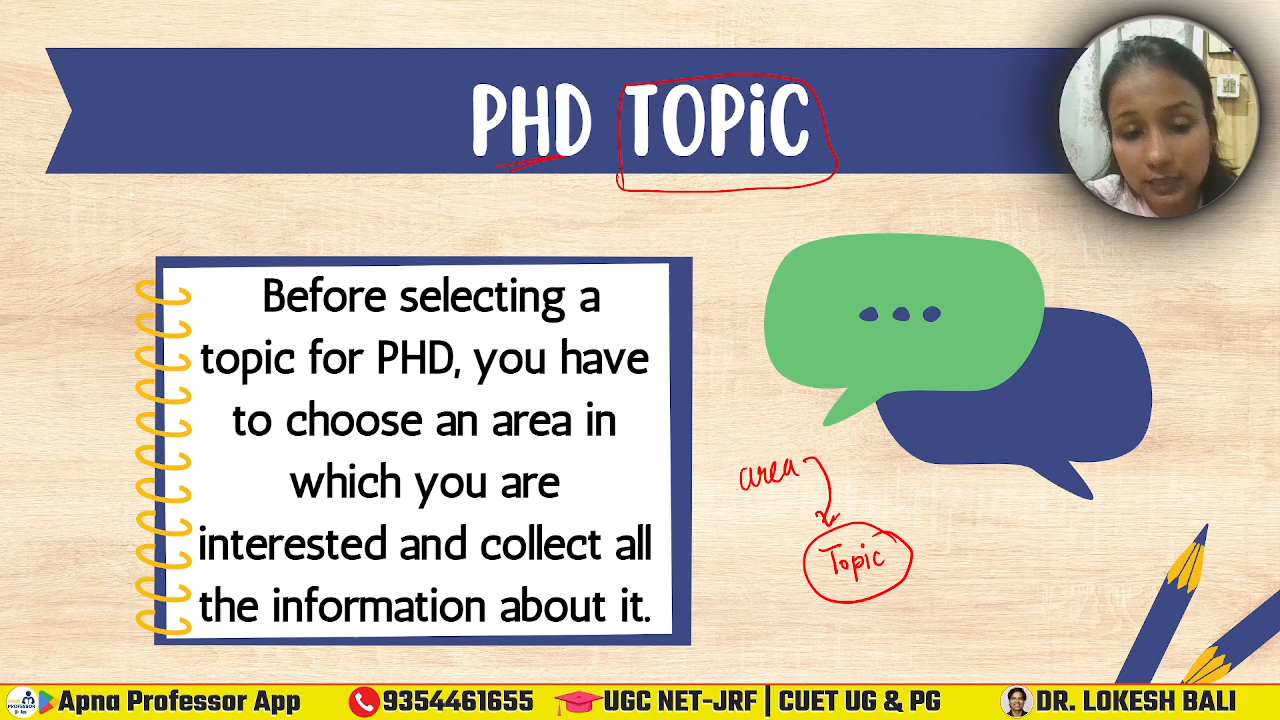 PHD TOPiC
Before selecting a
topic for PHD, you have
to choose an area in
which you are
interested and collect all
the information about it.
area
Topic
Apna Professor App 9354461655 UGC NET-JRF | CUET UG & PG DR. LOKESH BALI